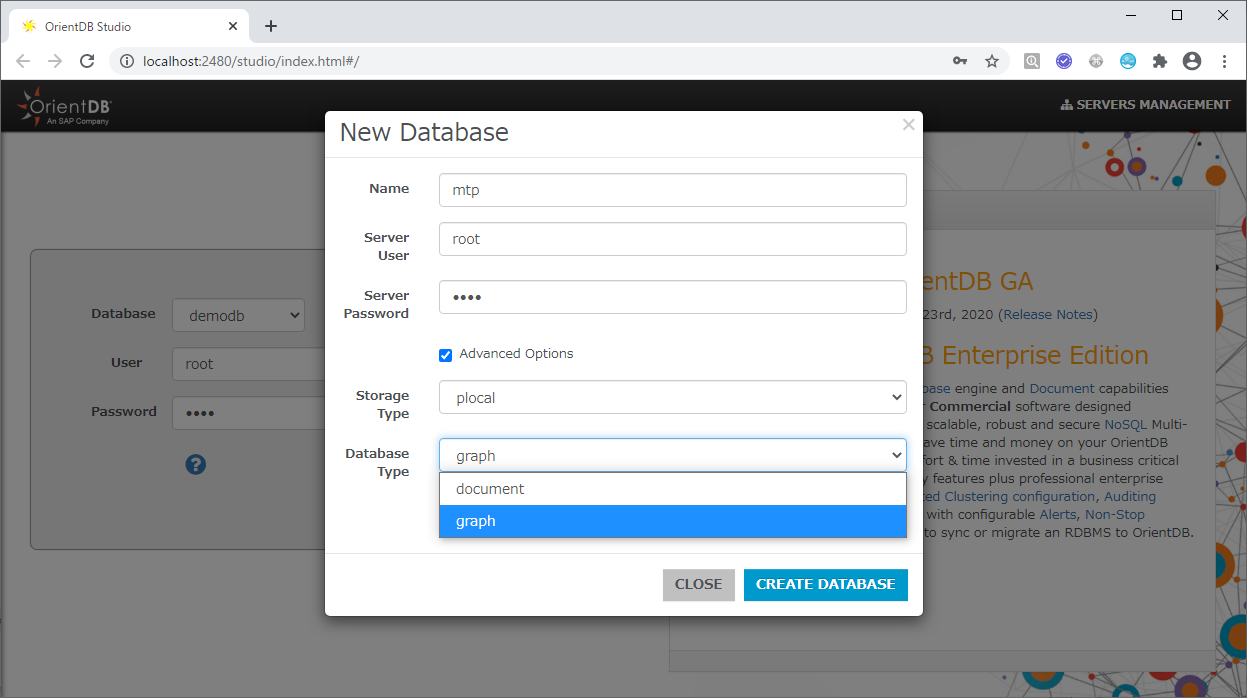 OrientDB Studio
localhost:2480/studio/index.html#/
OrientDB
An SAP Company
SERVERS MANAGEMENT
New Database
Name
mtp
Server
User
root
Server
Password
••••
Advanced Options
Storage
Type
plocal
Database
Type
graph
document
graph
CLOSE
CREATE DATABASE
Database
demodb
User
root
Password
••••
?
entDB GA
23rd, 2020 (Release Notes)
B Enterprise Edition
base engine and Document capabilities
Commercial software designed
scalable, robust and secure NoSQL Multi-
ave time and money on your OrientDB
fort & time invested in a business critical
y features plus professional enterprise
ted Clustering configuration, Auditing
with configurable Alerts, Non-Stop
to sync or migrate an RDBMS to OrientDB.